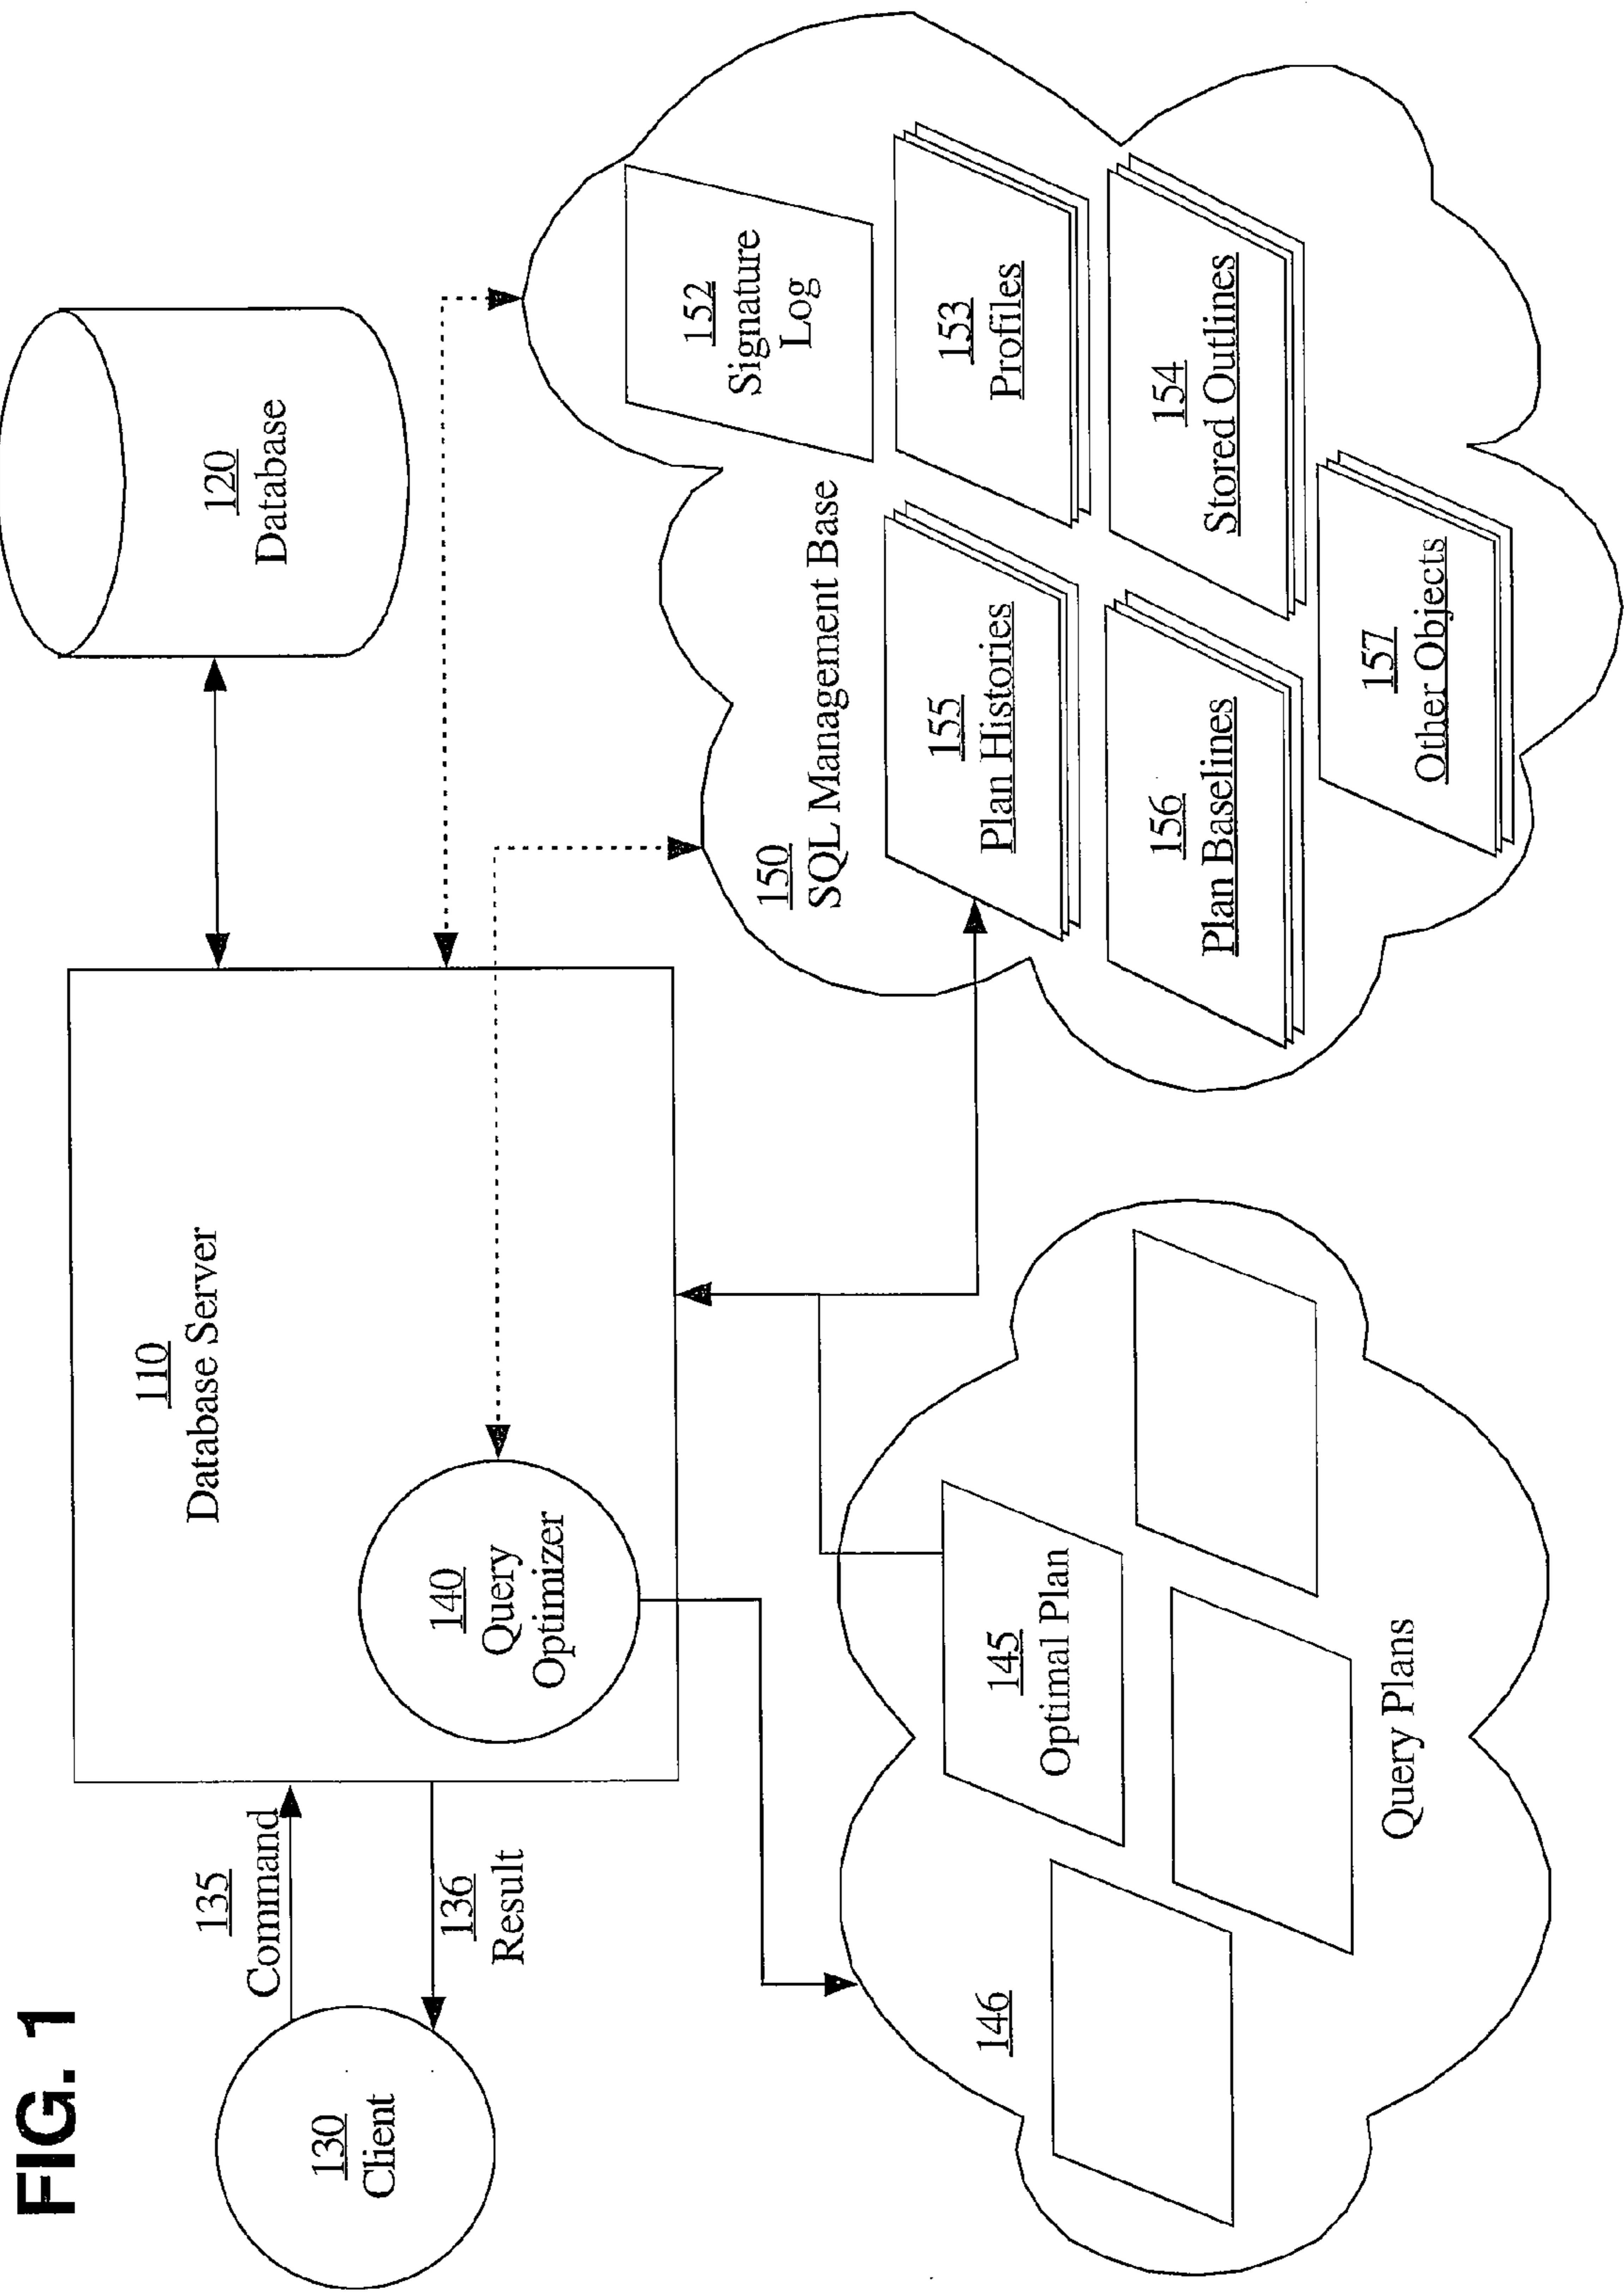 FIG. 1
130
Client
135
Command
136
Result
110
Database Server
140
Query
Optimizer
120
Database
146
145
Optimal Plan
Query Plans
150
SQL Management Base
152
Signature
Log
155
Plan Histories
153
Profiles
156
Plan Baselines
154
Stored Outlines
157
Other Objects